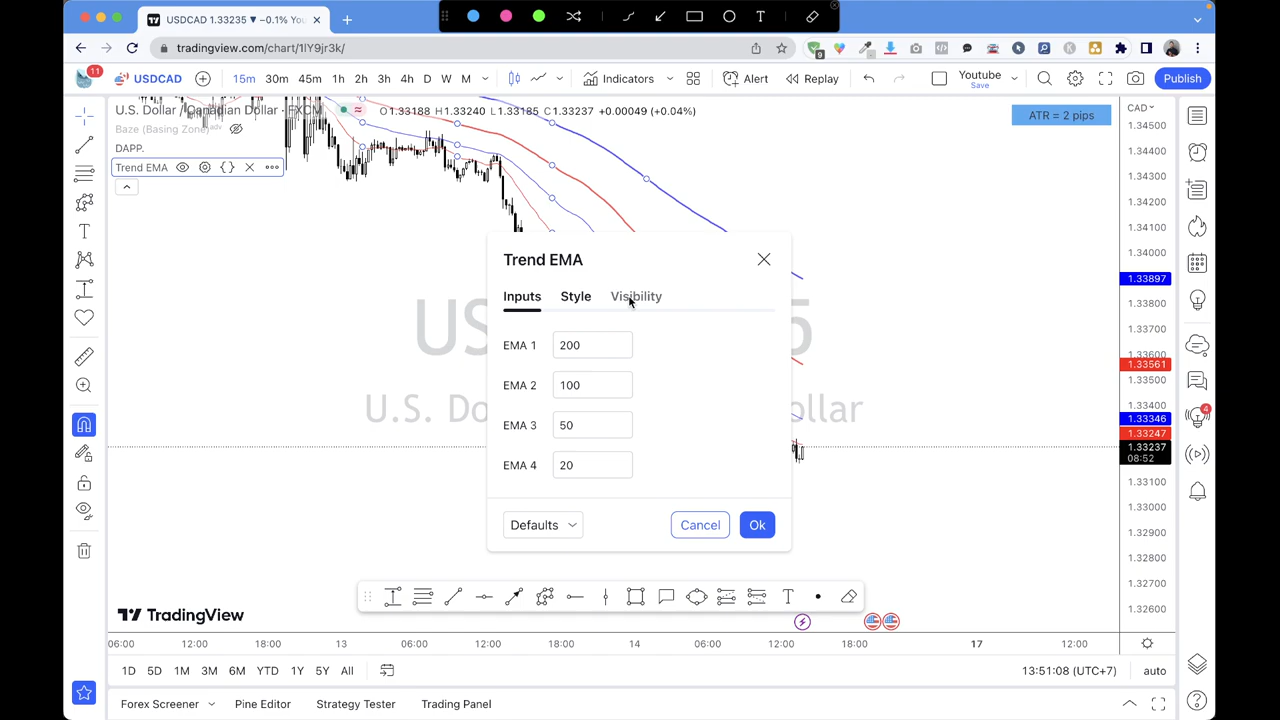 USDCAD 1.33235 ▼ −0.1% You
tradingview.com/chart/1lY9jr3k/
9
11
USDCAD
15m 30m 45m 1h 2h 3h 4h D W M
Indicators
Alert
Replay
Youtube
Save
Publish
U.S. Dollar / Canadian Dollar
O1.33188 H1.33240 L1.33185 C1.33237 +0.00049 (+0.04%)
ATR = 2 pips
Baze (Basing Zone) adv
DAPP.
Trend EMA
CAD
1.34500
1.34400
1.34300
1.34200
1.34100
1.34000
1.33897
1.33800
1.33700
1.33600
1.33561
1.33500
1.33400
1.33346
1.33247
1.33237
08:52
1.33100
1.33000
1.32900
1.32800
1.32700
1.32600
4
Trend EMA
Inputs Style Visibility
EMA 1 200
EMA 2 100
EMA 3 50
EMA 4 20
Defaults Cancel Ok
T
TradingView
06:00 12:00 18:00 13 06:00 12:00 18:00 14 06:00 12:00 18:00 17 12:00
1D 5D 1M 3M 6M YTD 1Y 5Y All
13:51:08 (UTC+7) auto
Forex Screener Pine Editor Strategy Tester Trading Panel